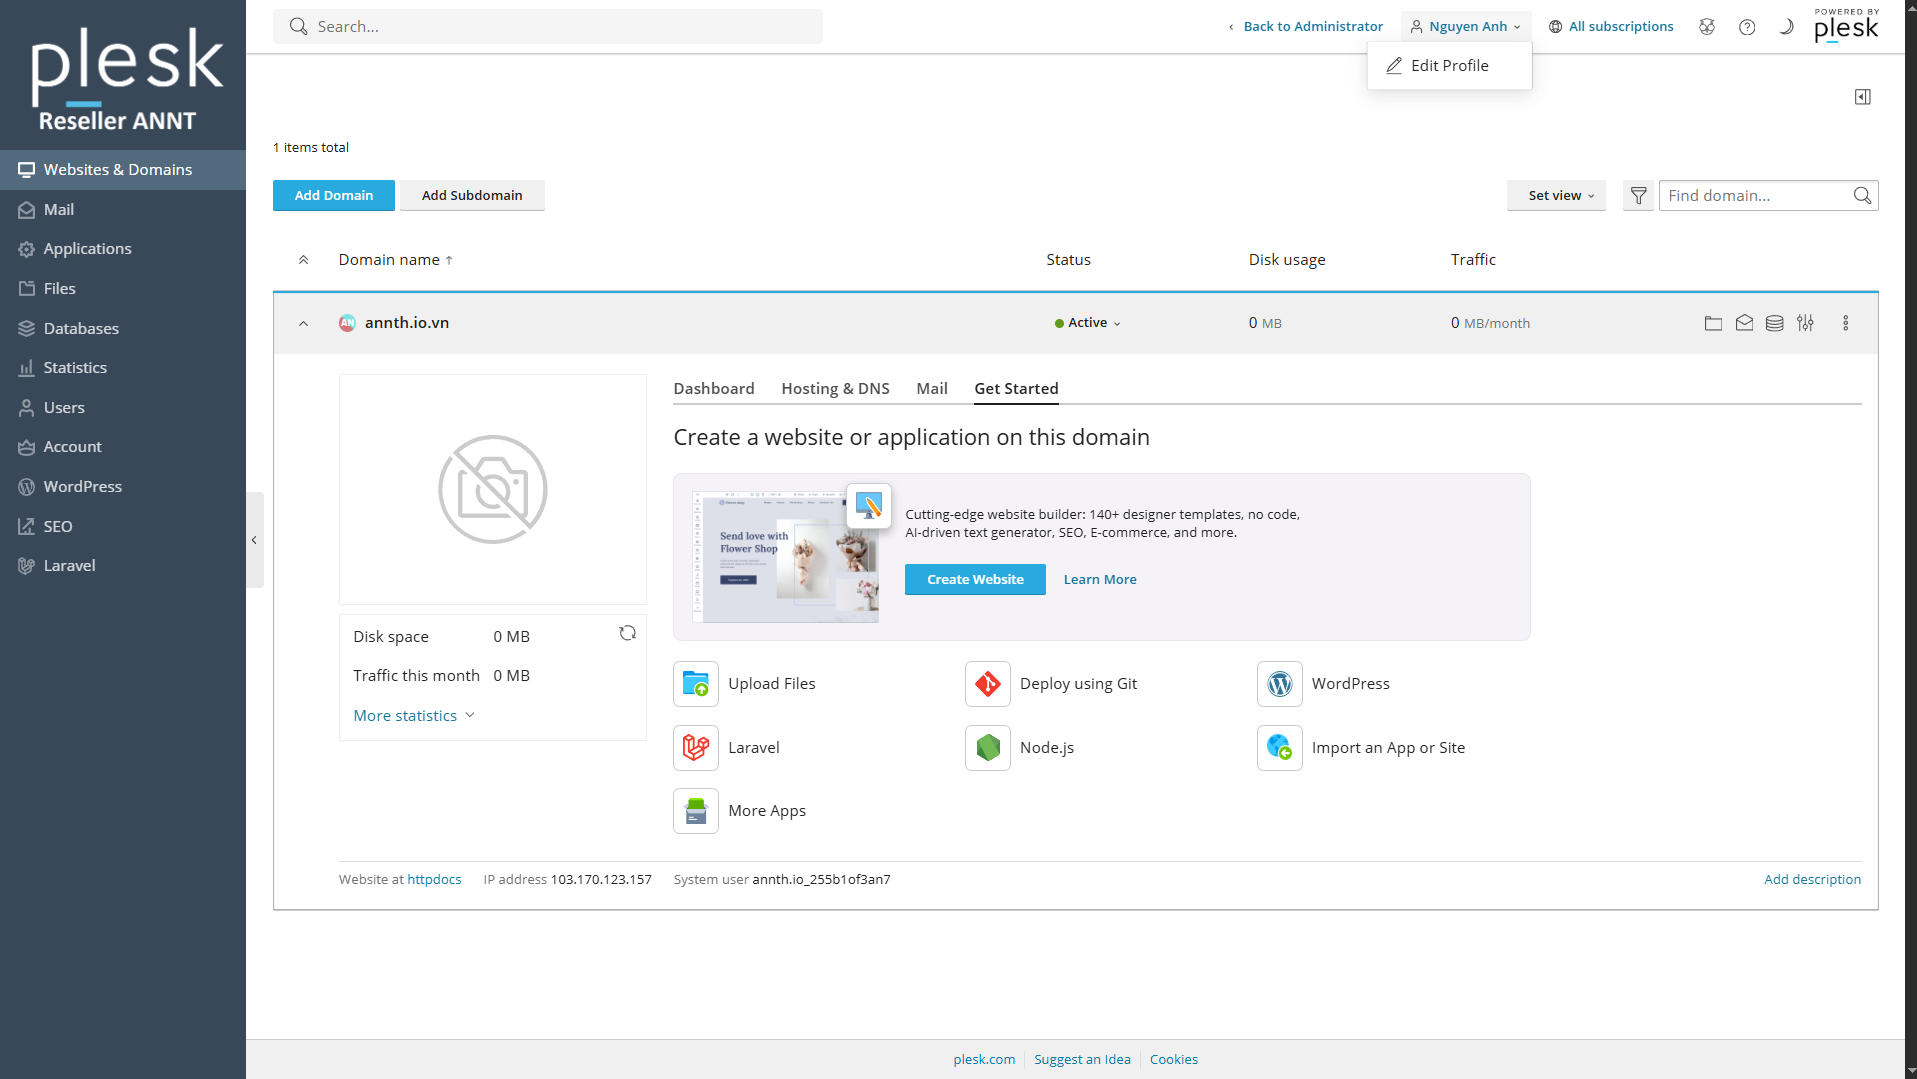 plesk
Reseller ANNT
Websites & Domains
Mail
Applications
Files
Databases
Statistics
Users
Account
WordPress
SEO
Laravel
Search...
Back to Administrator
Nguyen Anh
All subscriptions
POWERED BY
plesk
Edit Profile
1 items total
Add Domain
Add Subdomain
Set view
Find domain...
Domain name ↑
Status
Disk usage
Traffic
AN
annth.io.vn
Active
0 MB
0 MB/month
Dashboard
Hosting & DNS
Mail
Get Started
Create a website or application on this domain
Send love with
Flower Shop
Cutting-edge website builder: 140+ designer templates, no code,
AI-driven text generator, SEO, E-commerce, and more.
Create Website
Learn More
Disk space 0 MB
Traffic this month 0 MB
More statistics
Upload Files
Deploy using Git
WordPress
Laravel
Node.js
Import an App or Site
More Apps
Website at httpdocs
IP address 103.170.123.157
System user annth.io_255b1of3an7
Add description
plesk.com
Suggest an Idea
Cookies